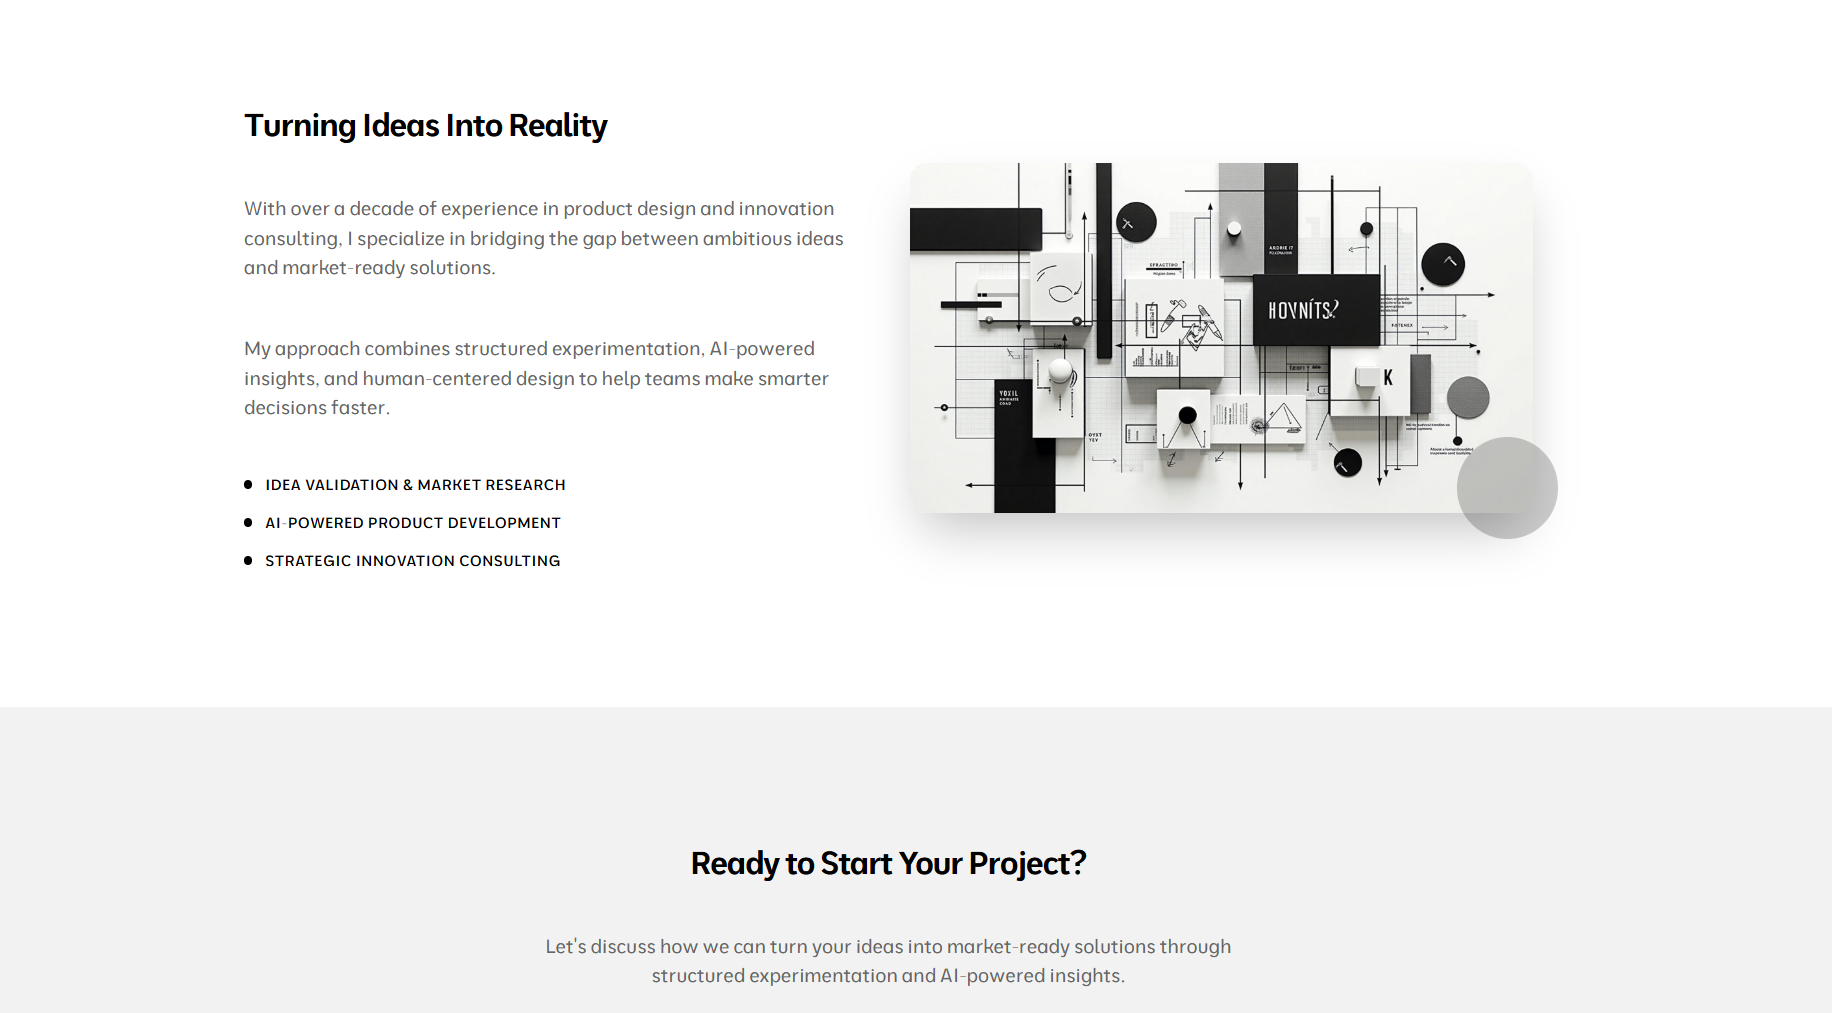 Turning Ideas Into Reality
With over a decade of experience in product design and innovation
consulting, I specialize in bridging the gap between ambitious ideas
and market-ready solutions.
My approach combines structured experimentation, AI-powered
insights, and human-centered design to help teams make smarter
decisions faster.
IDEA VALIDATION & MARKET RESEARCH
AI-POWERED PRODUCT DEVELOPMENT
STRATEGIC INNOVATION CONSULTING
HOVNÍTS?
K
Ready to Start Your Project?
Let's discuss how we can turn your ideas into market-ready solutions through
structured experimentation and AI-powered insights.